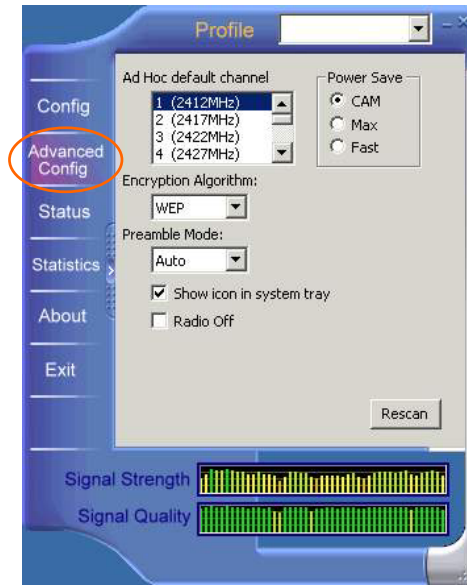 Profile
Config
Advanced
Config
Status
Statistics
About
Exit
Ad Hoc default channel
1 (2412MHz)
2 (2417MHz)
3 (2422MHz)
4 (2427MHz)
Power Save
CAM
Max
Fast
Encryption Algorithm:
WEP
Preamble Mode:
Auto
Show icon in system tray
Radio Off
Rescan
Signal Strength
Signal Quality